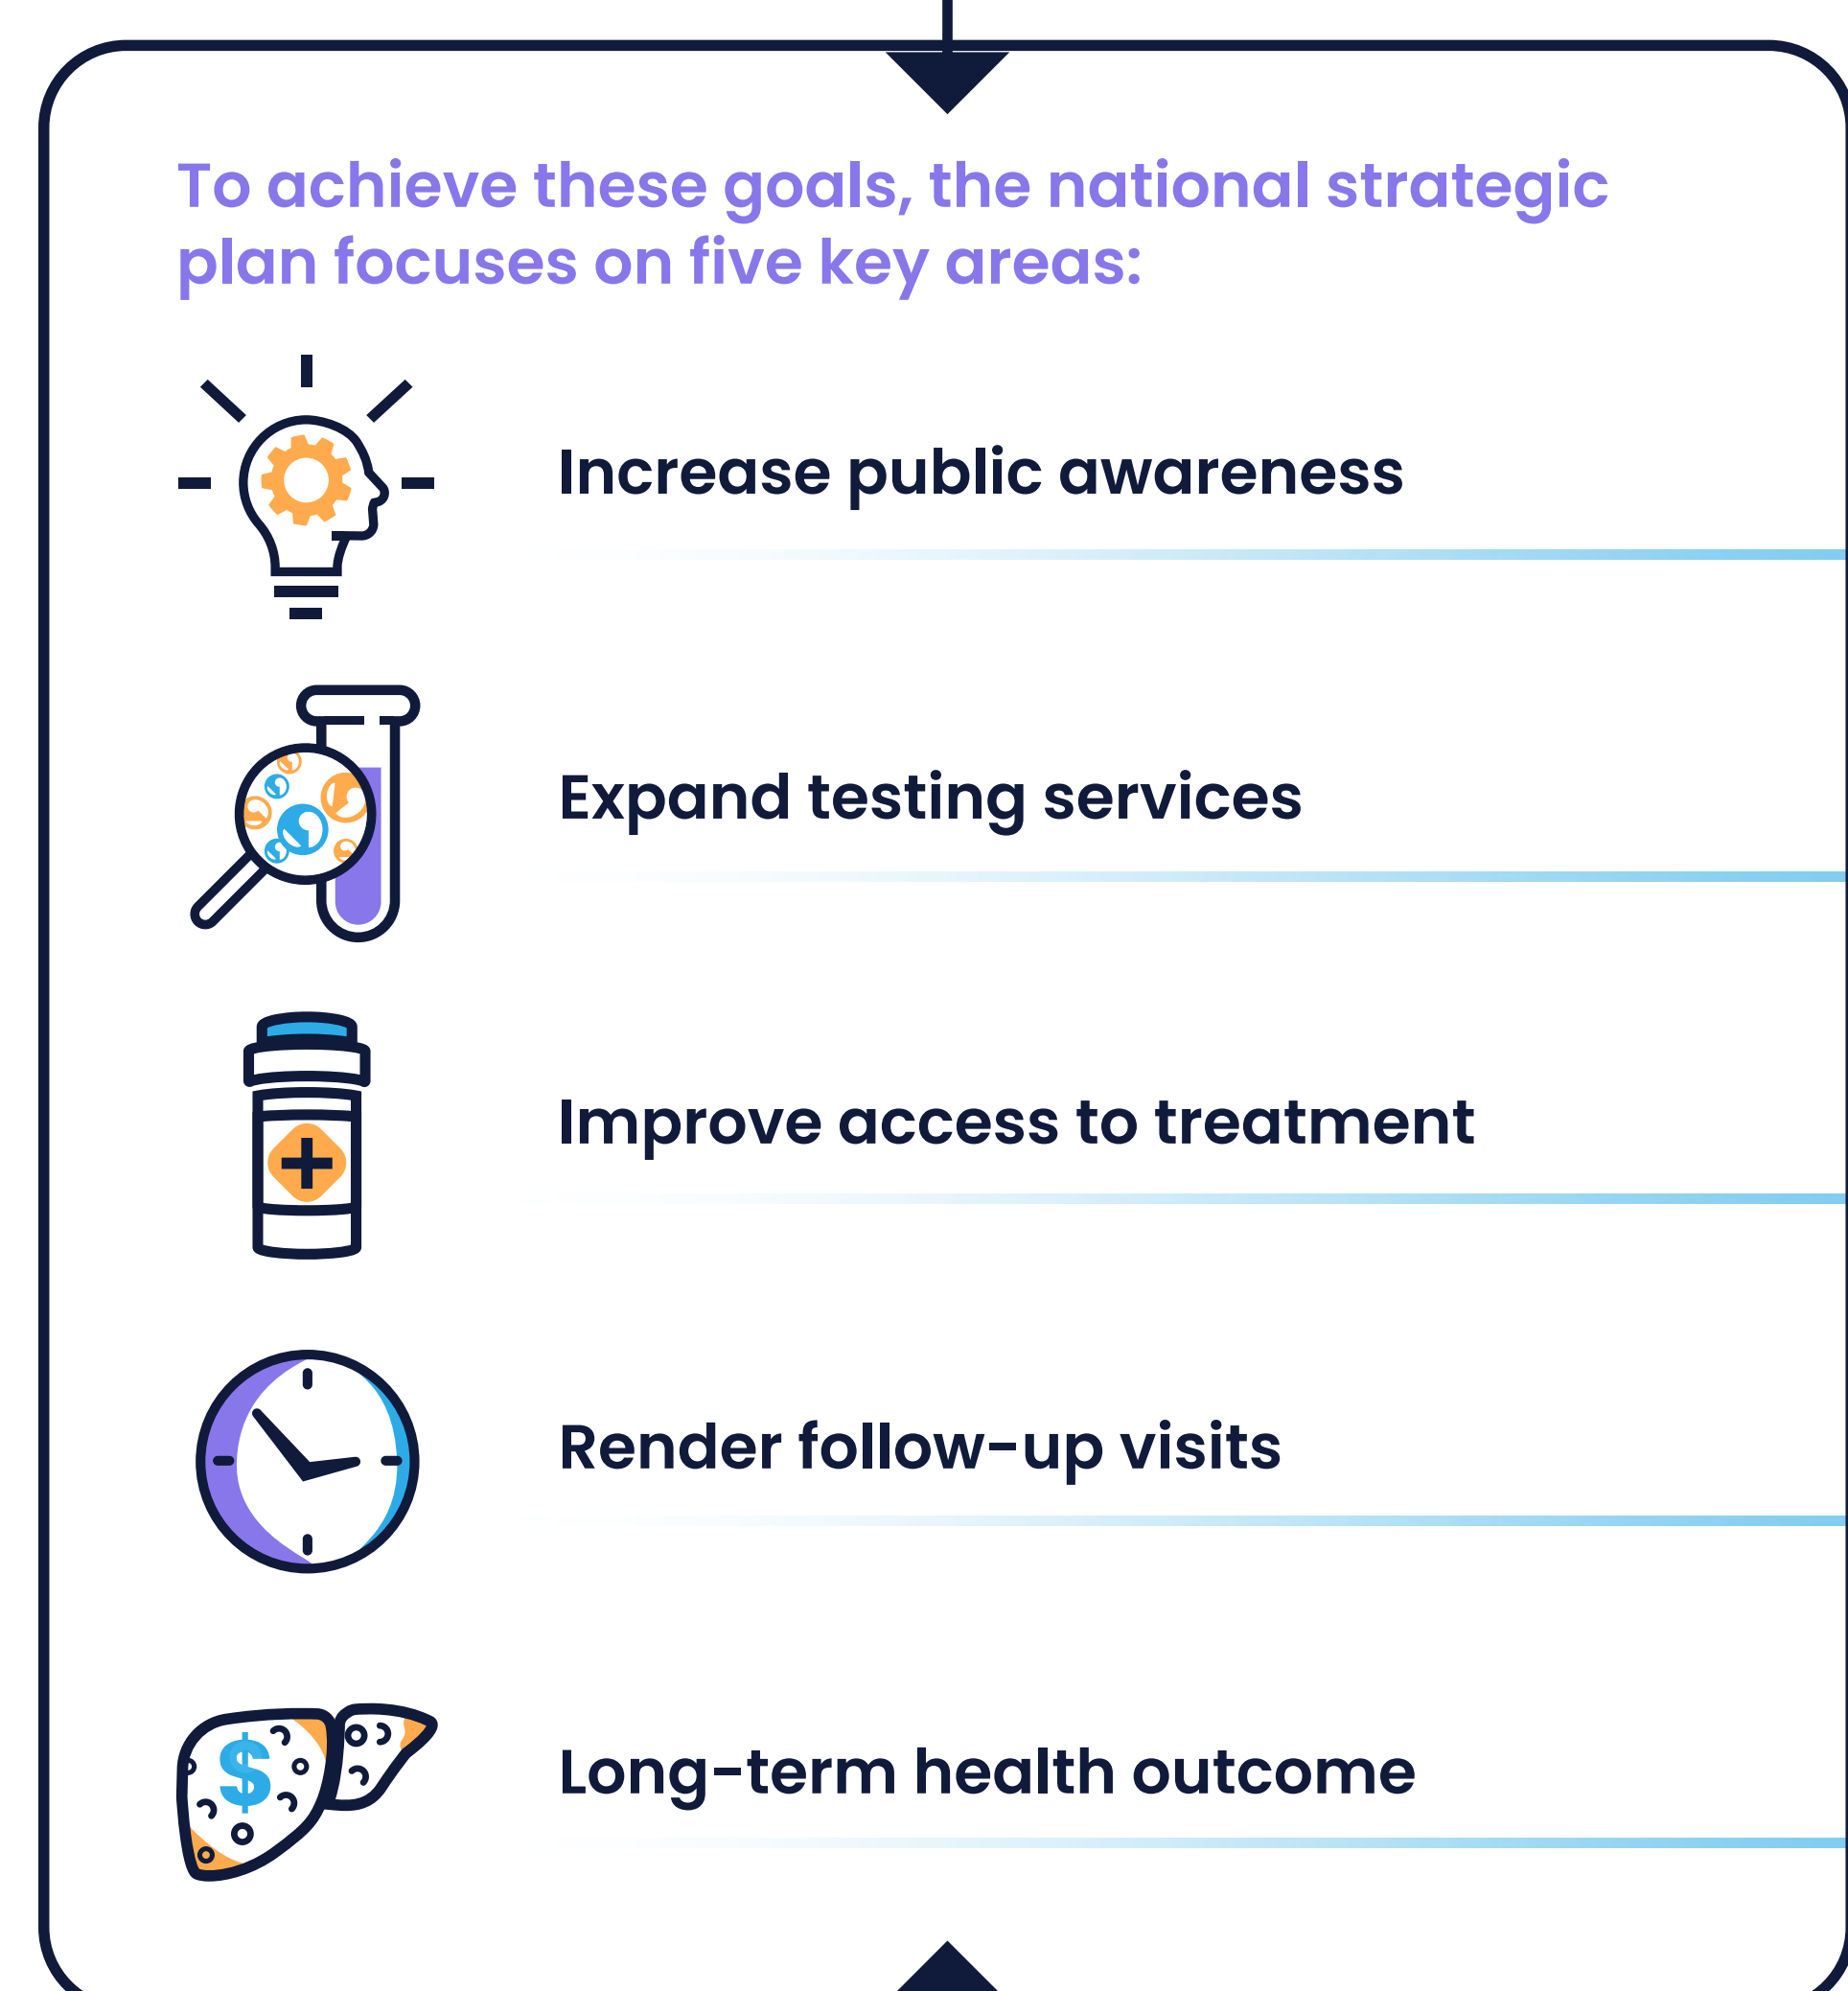 To achieve these goals, the national strategic
plan focuses on five key areas:
Increase public awareness
Expand testing services
Improve access to treatment
Render follow-up visits
$
Long-term health outcome